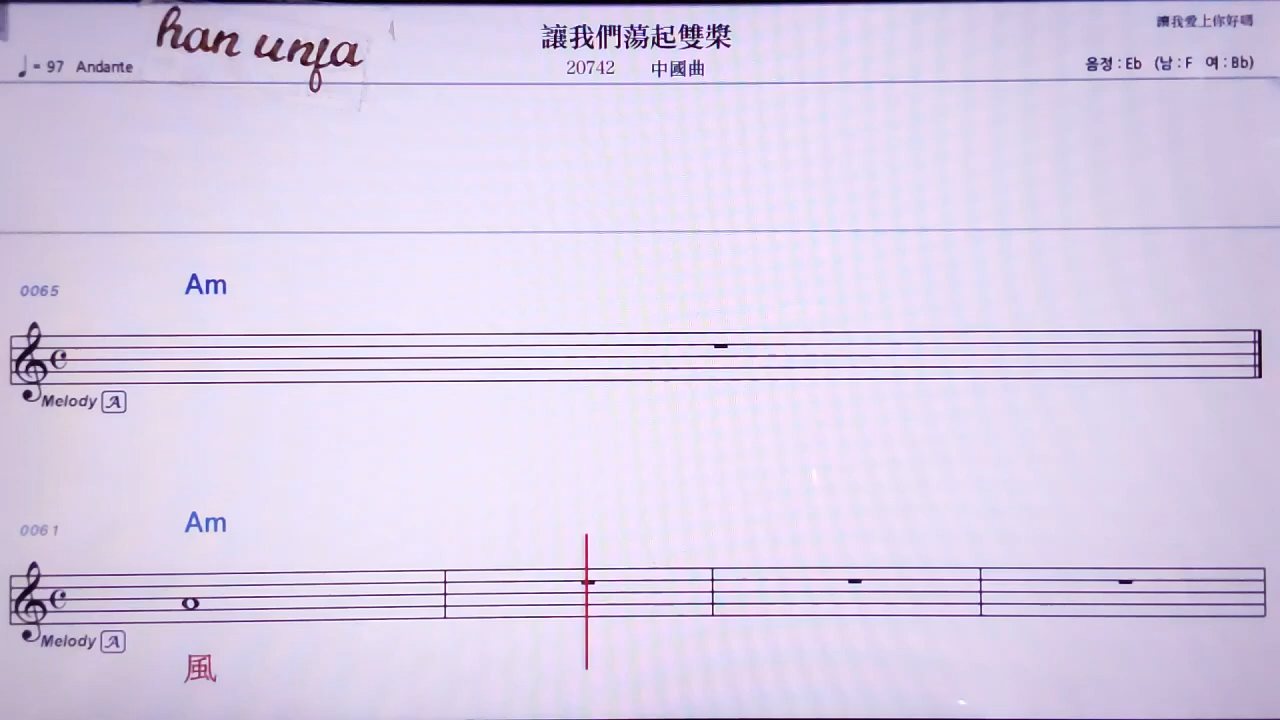 han unfa
讓我們蕩起雙槳
讓我愛上你好嗎
♩= 97 Andante
20742 中國曲
음정 : Eb (남 : F 여 : Bb)
0065
Am
Melody A
0061
Am
Melody A
風